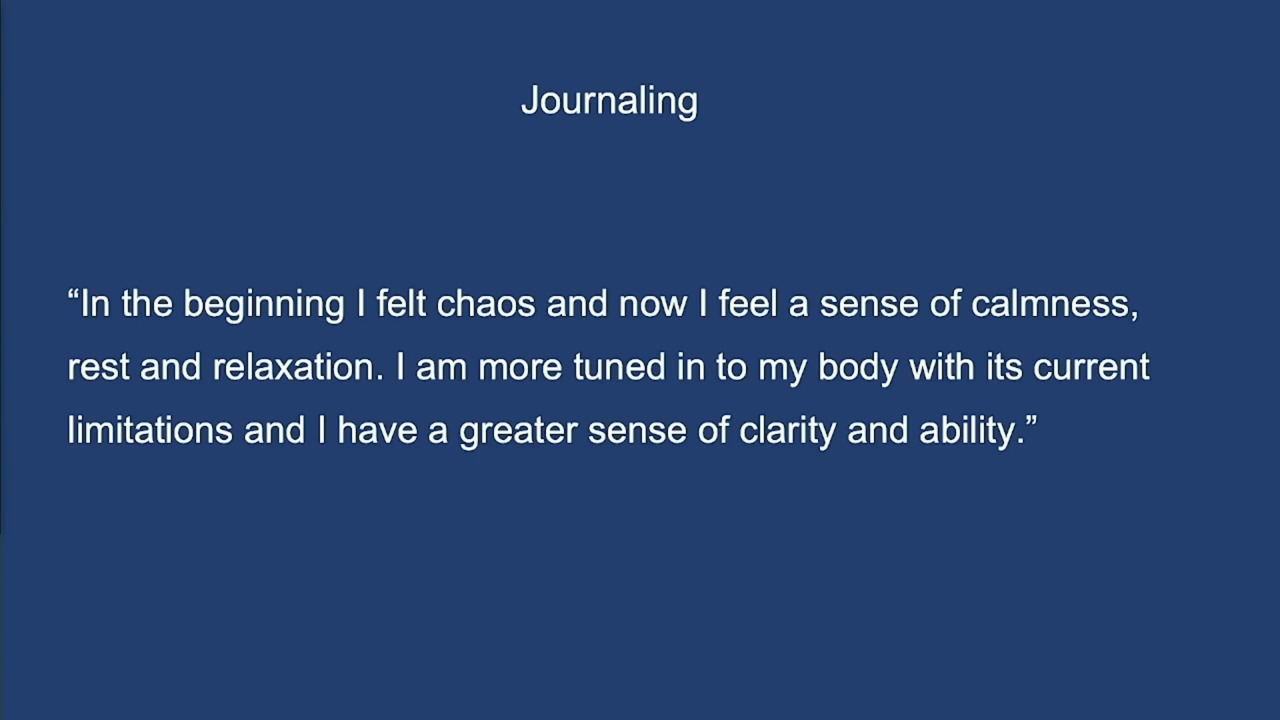 Journaling
“In the beginning I felt chaos and now I feel a sense of calmness,
rest and relaxation. I am more tuned in to my body with its current
limitations and I have a greater sense of clarity and ability.”